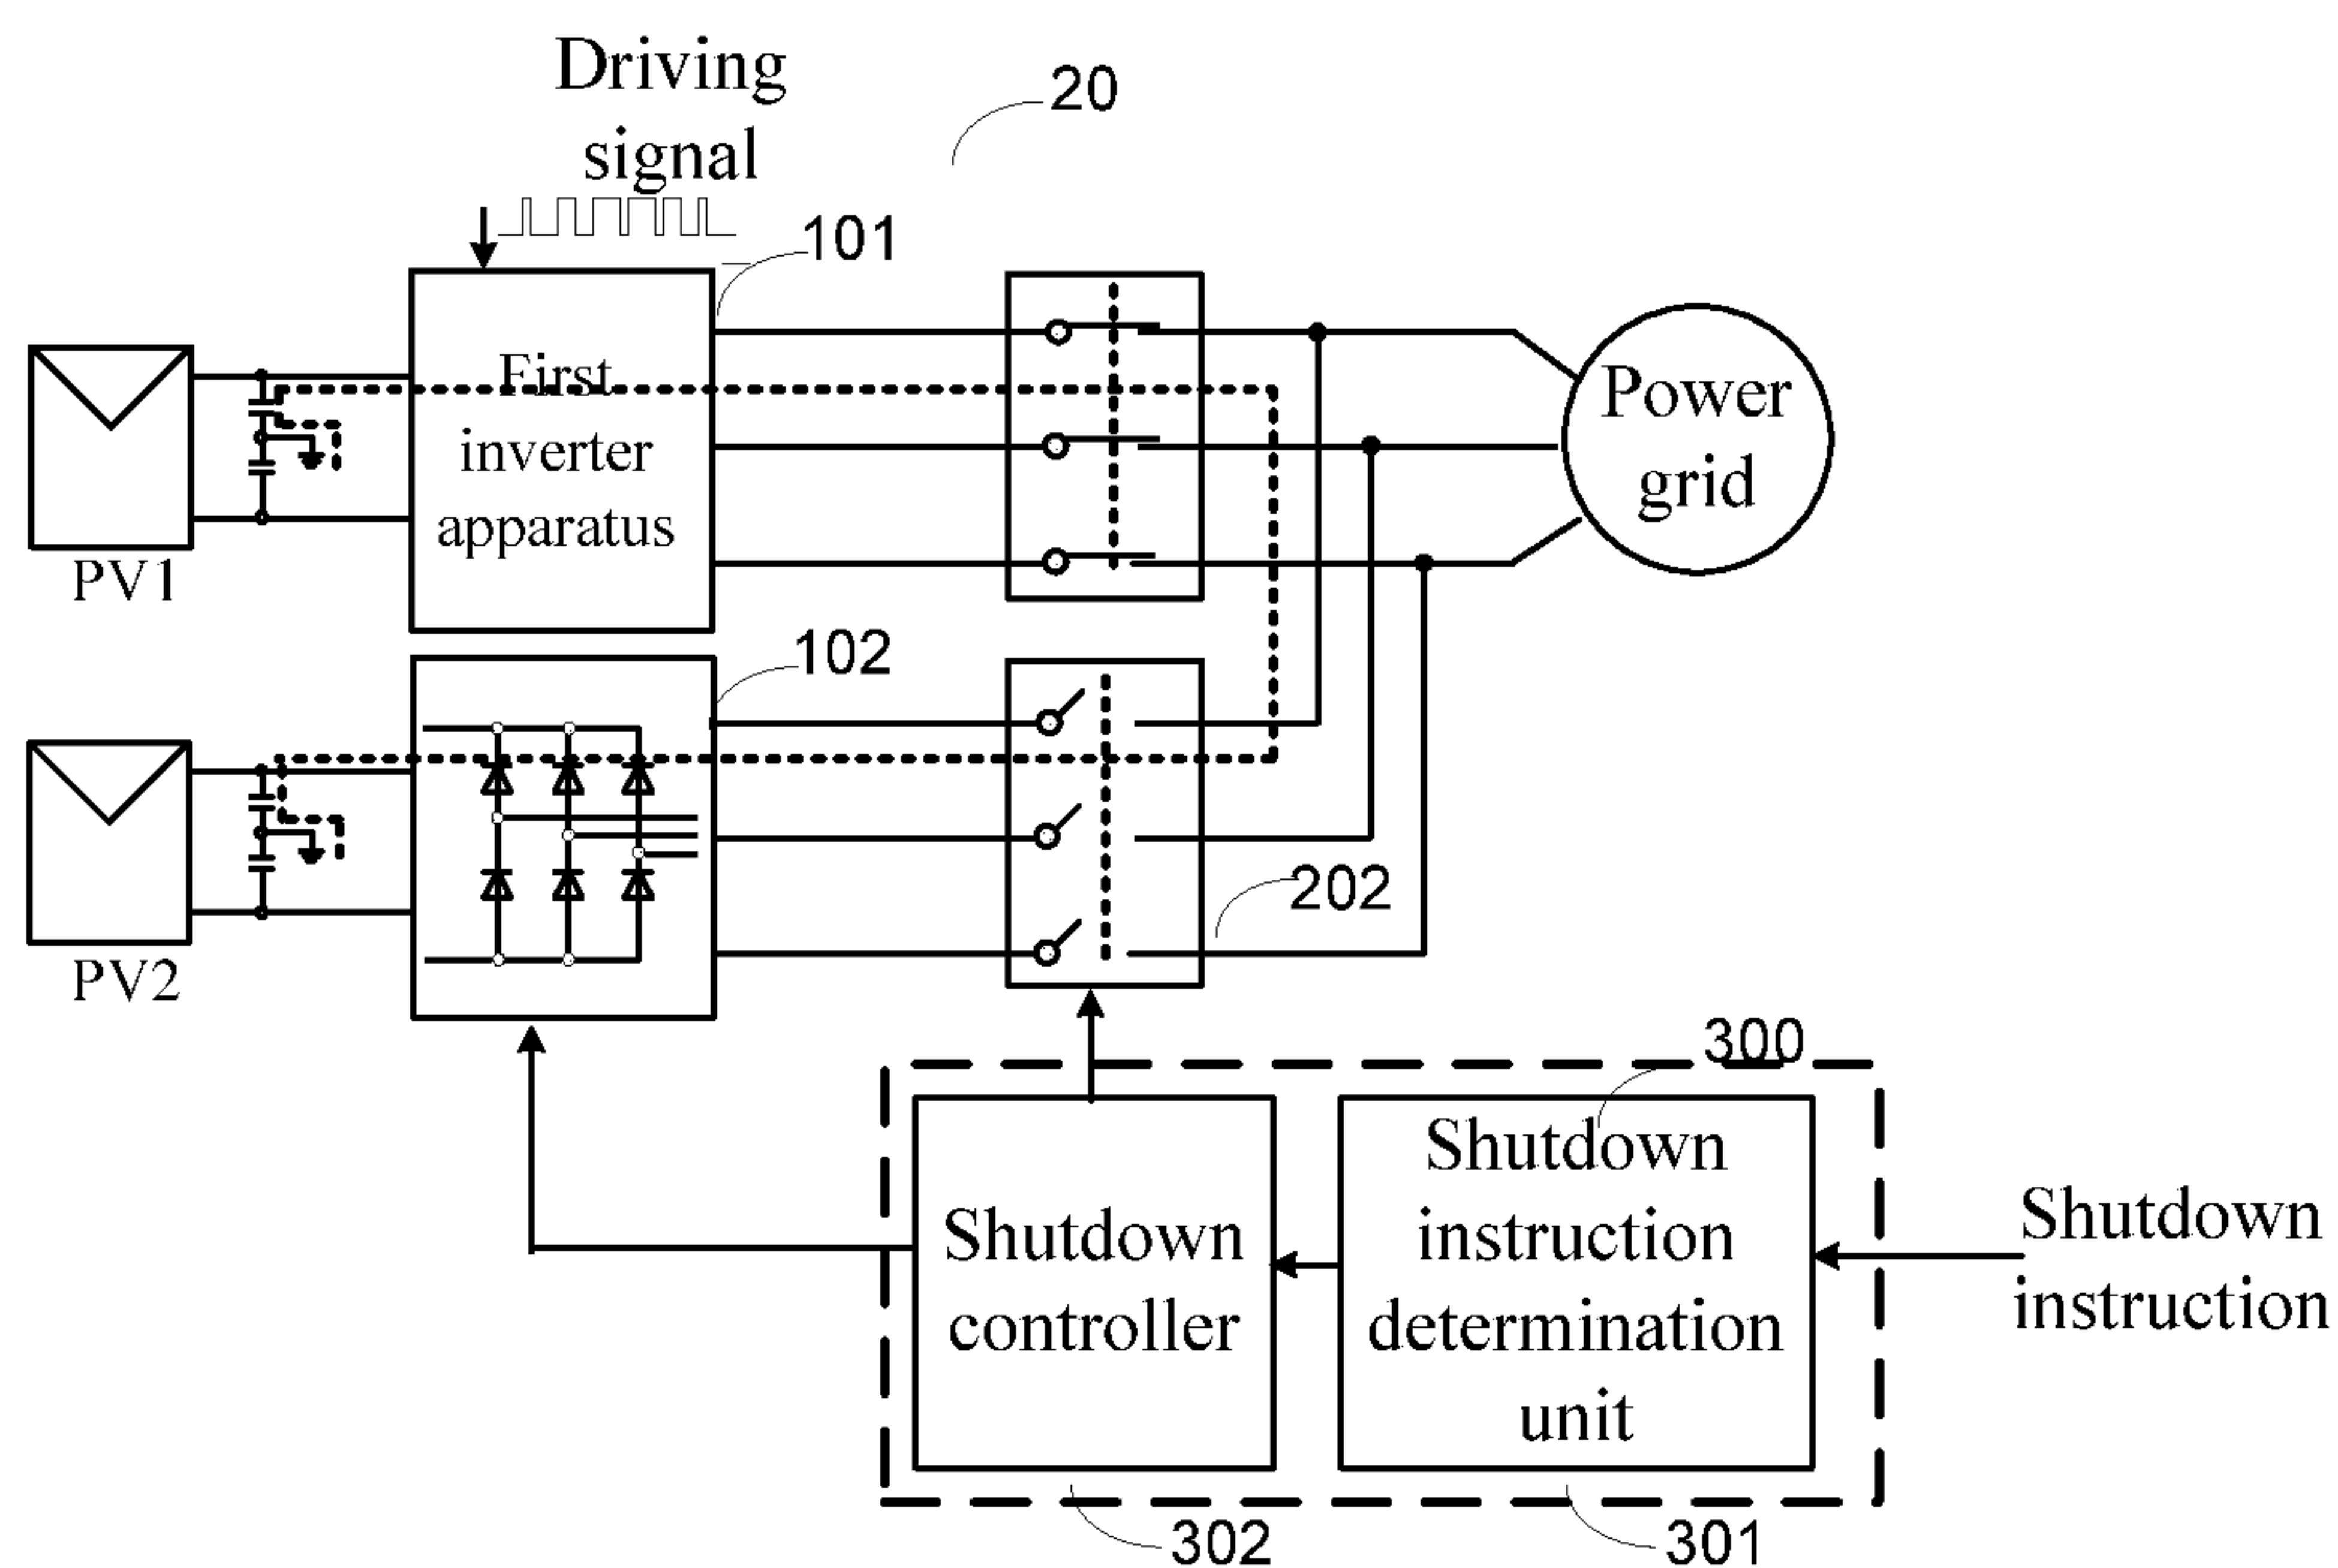 Driving
signal
20
101
First
inverter
apparatus
Power
grid
PV1
102
202
PV2
300
Shutdown
controller
Shutdown
instruction
determination
unit
Shutdown
instruction
302
301